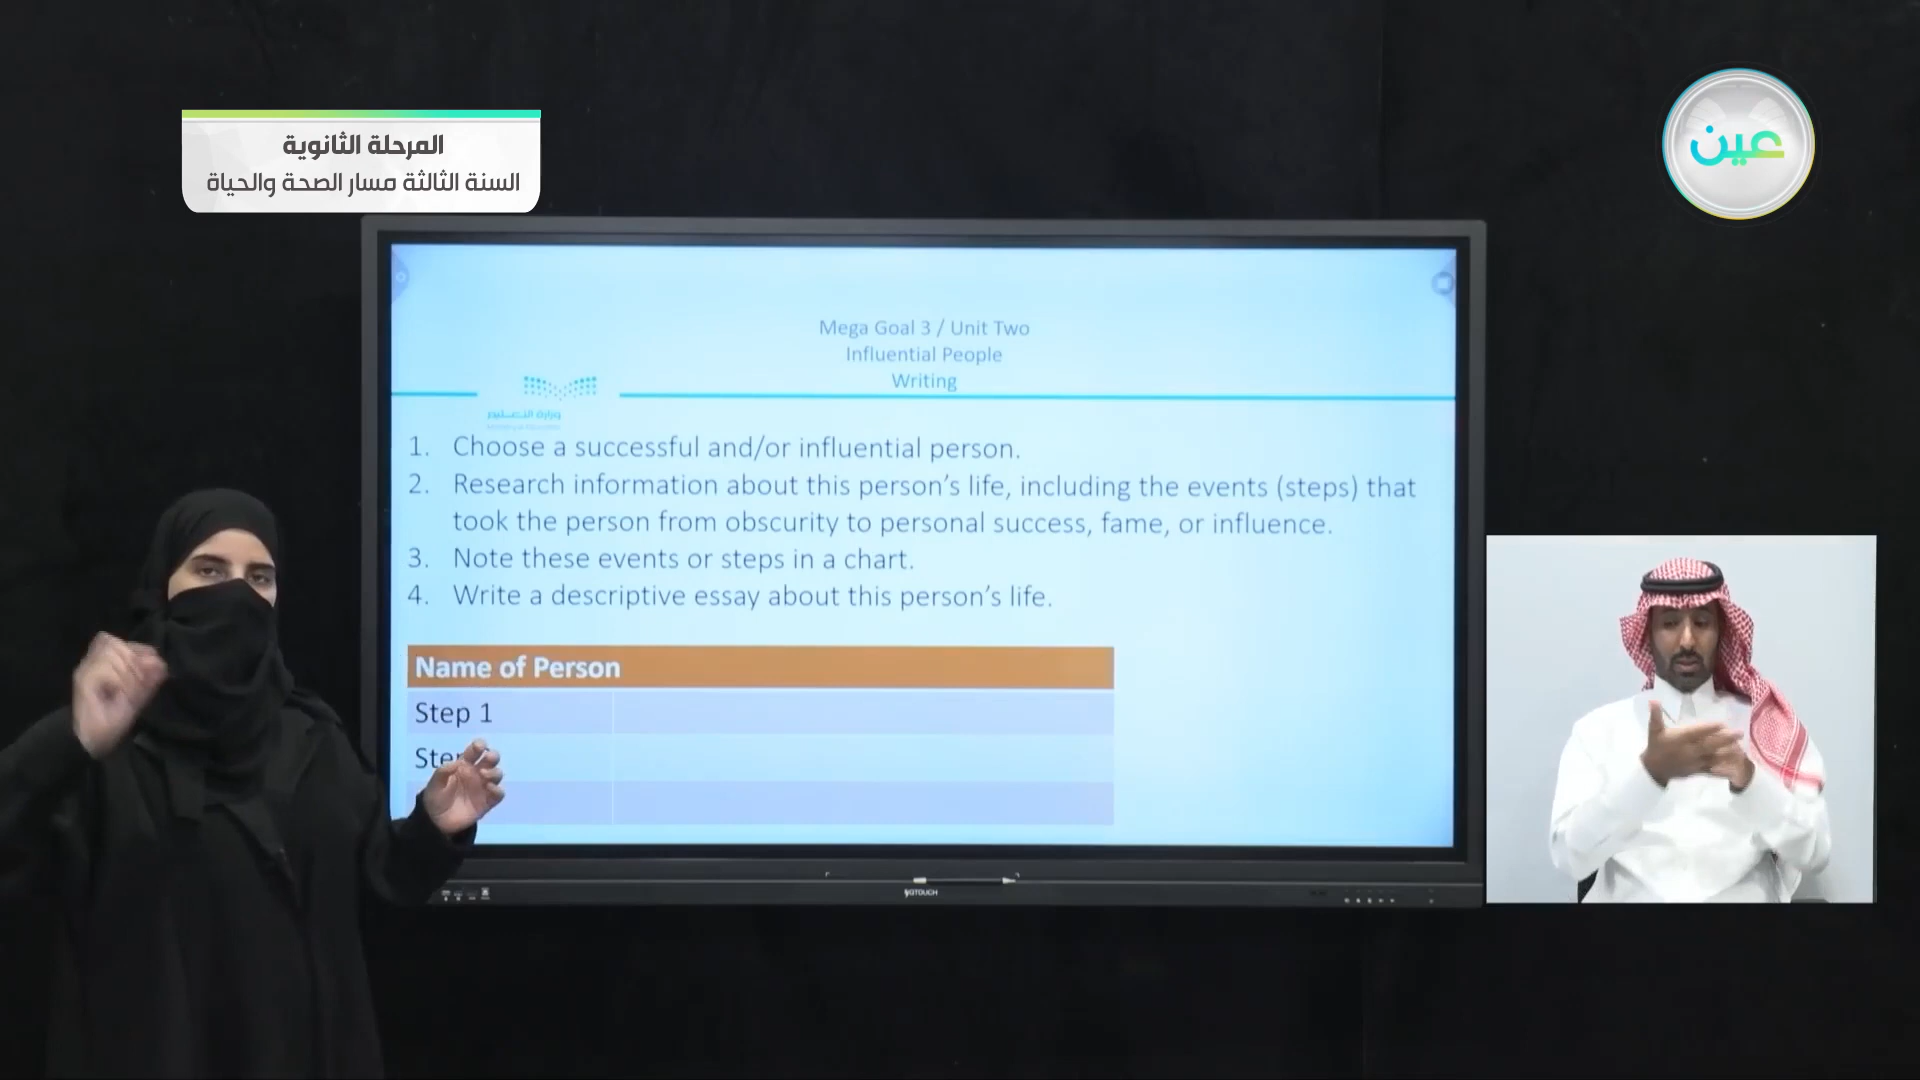 المرحلة الثانوية
السنة الثالثة مسار الصحة والحياة
عين
Mega Goal 3 / Unit Two
Influential People
Writing
وزارة التعليم
1. Choose a successful and/or influential person.
2. Research information about this person's life, including the events (steps) that
took the person from obscurity to personal success, fame, or influence.
3. Note these events or steps in a chart.
4. Write a descriptive essay about this person's life.
Name of Person
Step 1
Ste